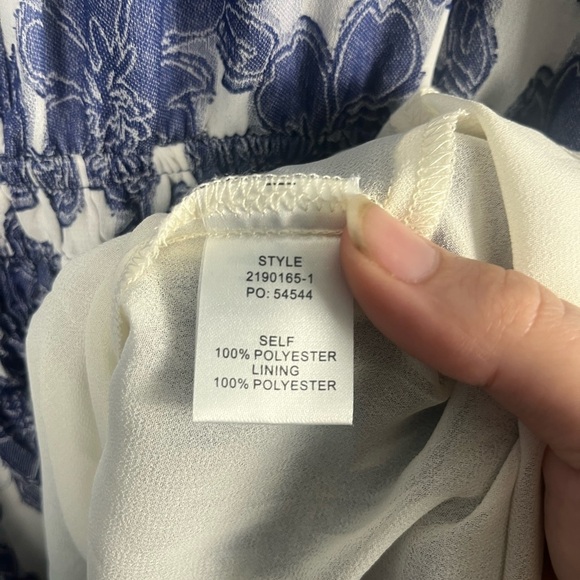 STYLE
2190165-1
PO: 54544
SELF
100% POLYESTER
LINING
100% POLYESTER